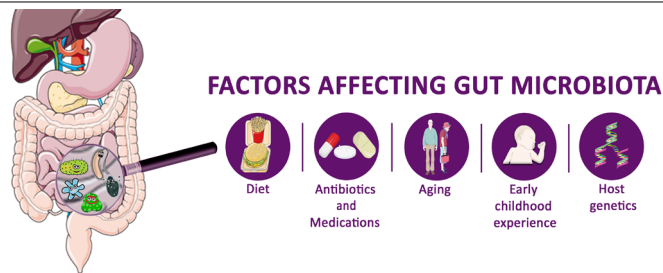 FACTORS AFFECTING GUT MICROBIOTA
Diet
Antibiotics
and
Medications
Aging
Early
childhood
experience
Host
genetics